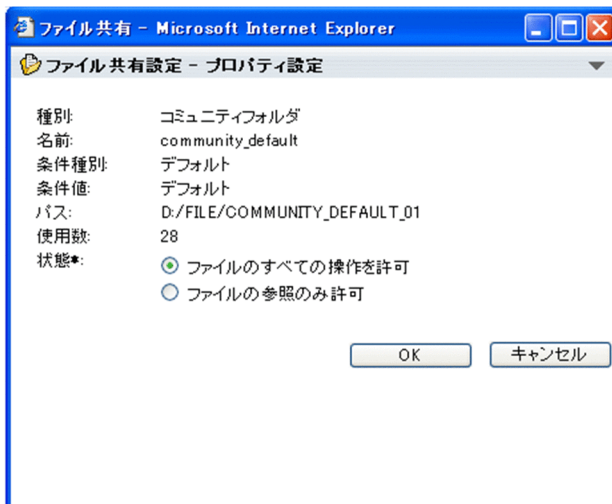 ファイル共有 - Microsoft Internet Explorer
ファイル共有設定 - プロパティ設定
種別: コミュニティフォルダ
名前: community_default
条件種別: デフォルト
条件値: デフォルト
パス: D:/FILE/COMMUNITY_DEFAULT_01
使用数: 28
状態*: ファイルのすべての操作を許可
ファイルの参照のみ許可
OK キャンセル